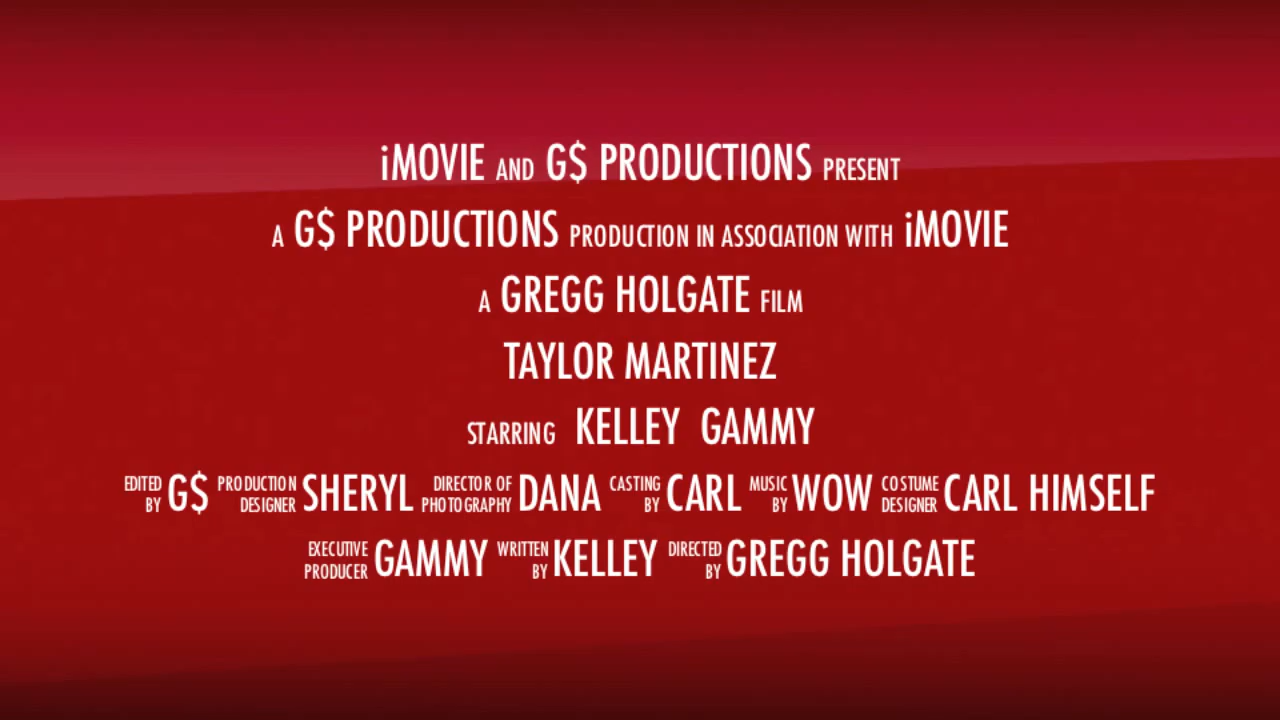 iMOVIE AND G$ PRODUCTIONS PRESENT
A G$ PRODUCTIONS PRODUCTION IN ASSOCIATION WITH iMOVIE
A GREGG HOLGATE FILM
TAYLOR MARTINEZ
STARRING KELLEY GAMMY
EDITED BY G$ PRODUCTION DESIGNER SHERYL DIRECTOR OF PHOTOGRAPHY DANA CASTING BY CARL MUSIC BY WOW COSTUME DESIGNER CARL HIMSELF
EXECUTIVE PRODUCER GAMMY WRITTEN BY KELLEY DIRECTED BY GREGG HOLGATE